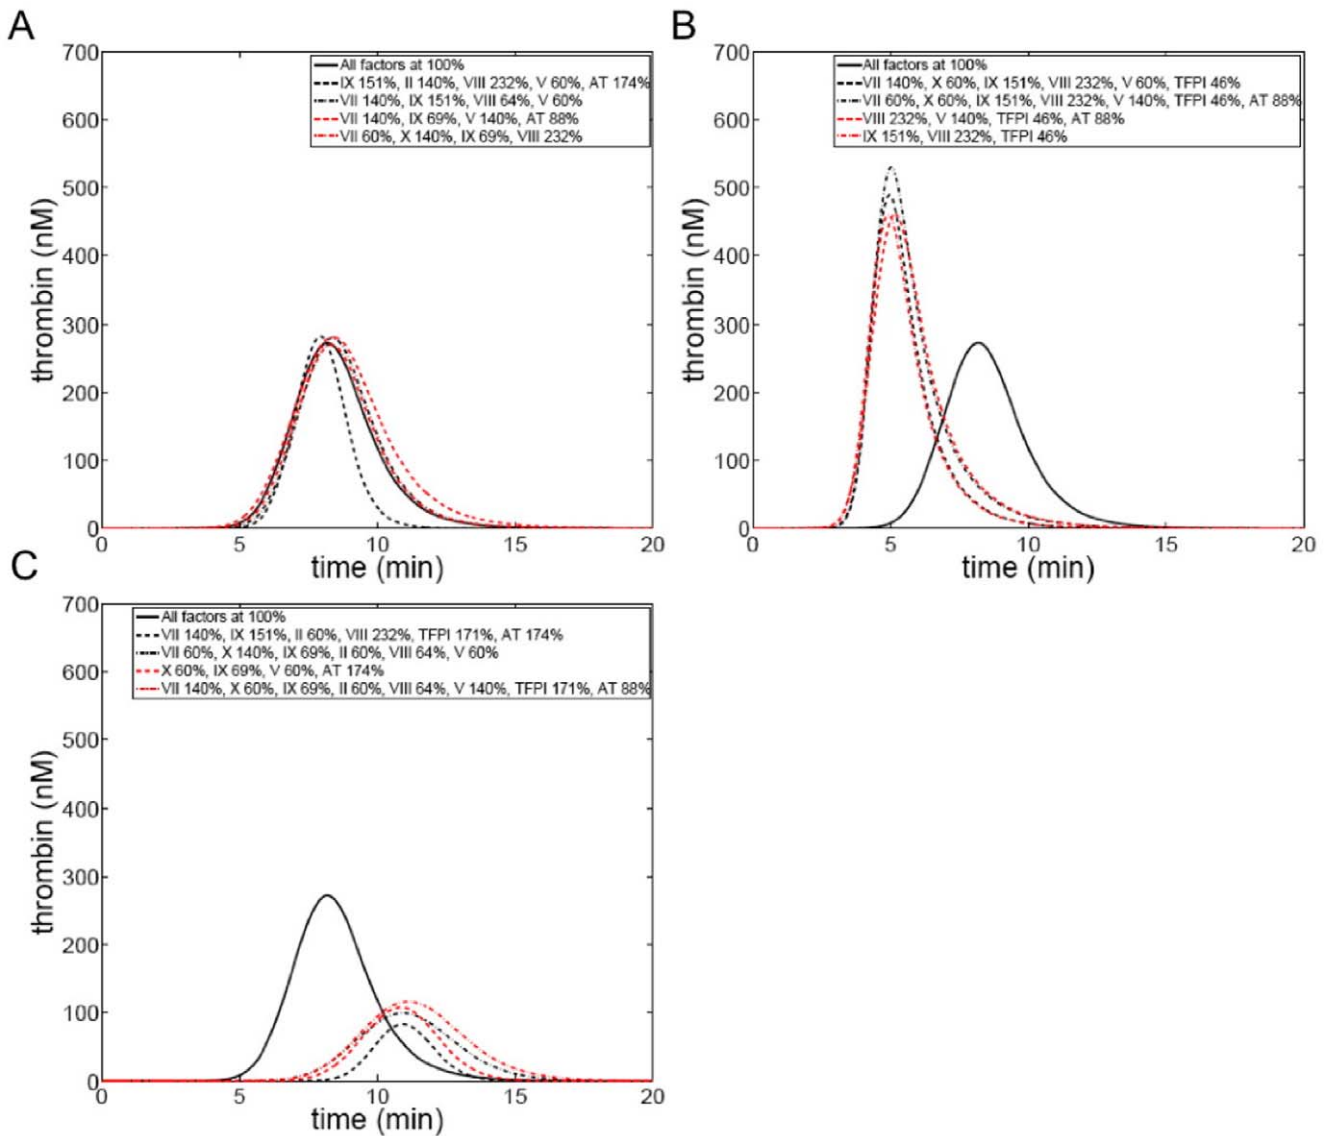 A
700
600
500
400
300
200
100
0
thrombin (nM)
All factors at 100%
IX 151%, II 140%, VIII 232%, V 60%, AT 174%
VII 140%, IX 151%, VIII 64%, V 60%
VII 140%, IX 69%, V 140%, AT 88%
VII 60%, X 140%, IX 69%, VIII 232%
0 5 10 15 20
time (min)
B
700
600
500
400
300
200
100
0
thrombin (nM)
All factors at 100%
VII 140%, X 60%, IX 151%, VIII 232%, V 60%, TFPI 46%
VII 60%, X 60%, IX 151%, VIII 232%, V 140%, TFPI 46%, AT 88%
VIII 232%, V 140%, TFPI 46%, AT 88%
IX 151%, VIII 232%, TFPI 46%
0 5 10 15 20
time (min)
C
700
600
500
400
300
200
100
0
thrombin (nM)
All factors at 100%
VII 140%, IX 151%, II 60%, VIII 232%, TFPI 171%, AT 174%
VII 60%, X 140%, IX 69%, II 60%, VIII 64%, V 60%
X 60%, IX 69%, V 60%, AT 174%
VII 140%, X 60%, IX 69%, II 60%, VIII 64%, V 140%, TFPI 171%, AT 88%
0 5 10 15 20
time (min)